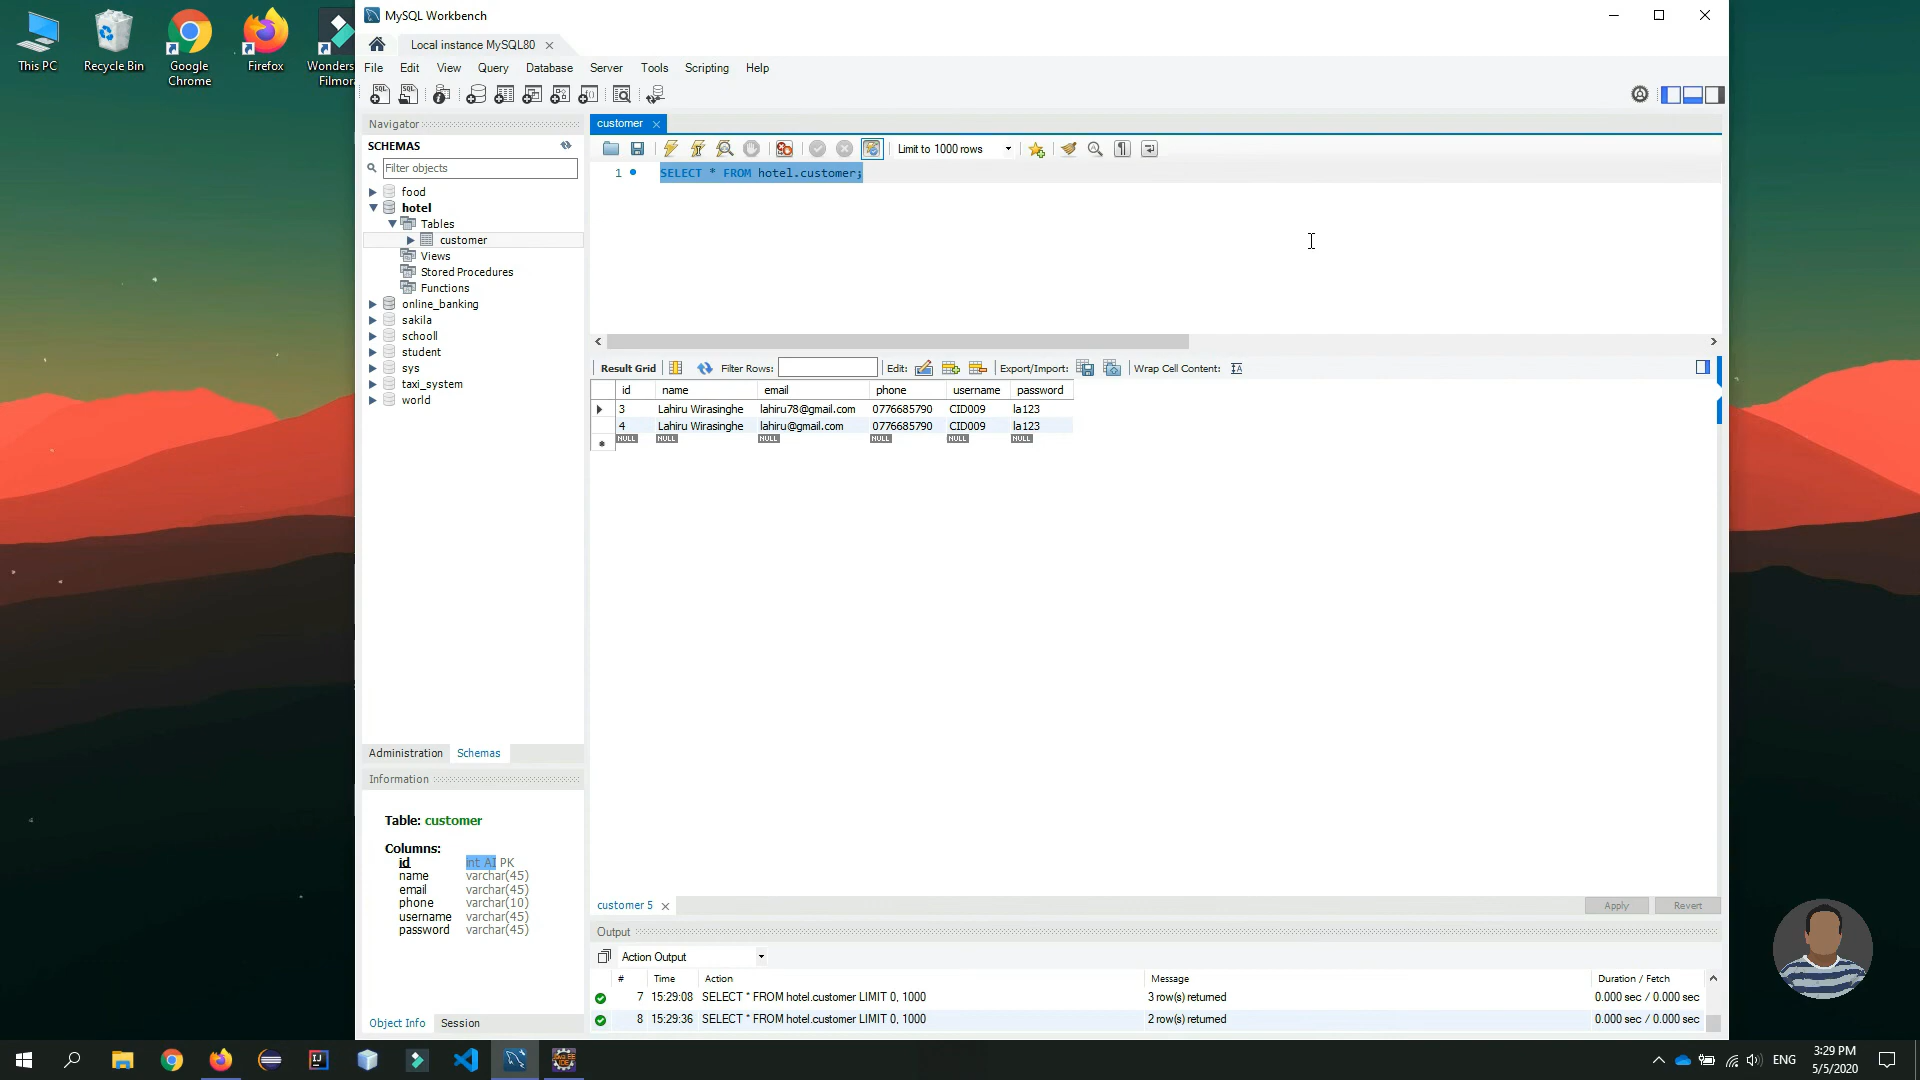 This PC
Recycle Bin
Google Chrome
Firefox
Wonders
Filmor
MySQL Workbench
Local instance MySQL80
File Edit View Query Database Server Tools Scripting Help
Navigator
SCHEMAS
Filter objects
food
hotel
Tables
customer
Views
Stored Procedures
Functions
online_banking
sakila
schooll
student
sys
taxi_system
world
Administration Schemas
Information
Table: customer
Columns:
id int AI PK
name varchar(45)
email varchar(45)
phone varchar(10)
username varchar(45)
password varchar(45)
Object Info Session
customer
Limit to 1000 rows
1 SELECT * FROM hotel.customer;
Result Grid Filter Rows: Edit: Export/Import: Wrap Cell Content:
id name email phone username password
3 Lahiru Wirasinghe lahiru78@gmail.com 0776685790 CID009 la123
4 Lahiru Wirasinghe lahiru@gmail.com 0776685790 CID009 la123
NULL NULL NULL NULL NULL NULL
customer 5
Apply Revert
Output
Action Output
# Time Action Message Duration / Fetch
7 15:29:08 SELECT * FROM hotel.customer LIMIT 0, 1000 3 row(s) returned 0.000 sec / 0.000 sec
8 15:29:36 SELECT * FROM hotel.customer LIMIT 0, 1000 2 row(s) returned 0.000 sec / 0.000 sec
ENG
3:29 PM
5/5/2020